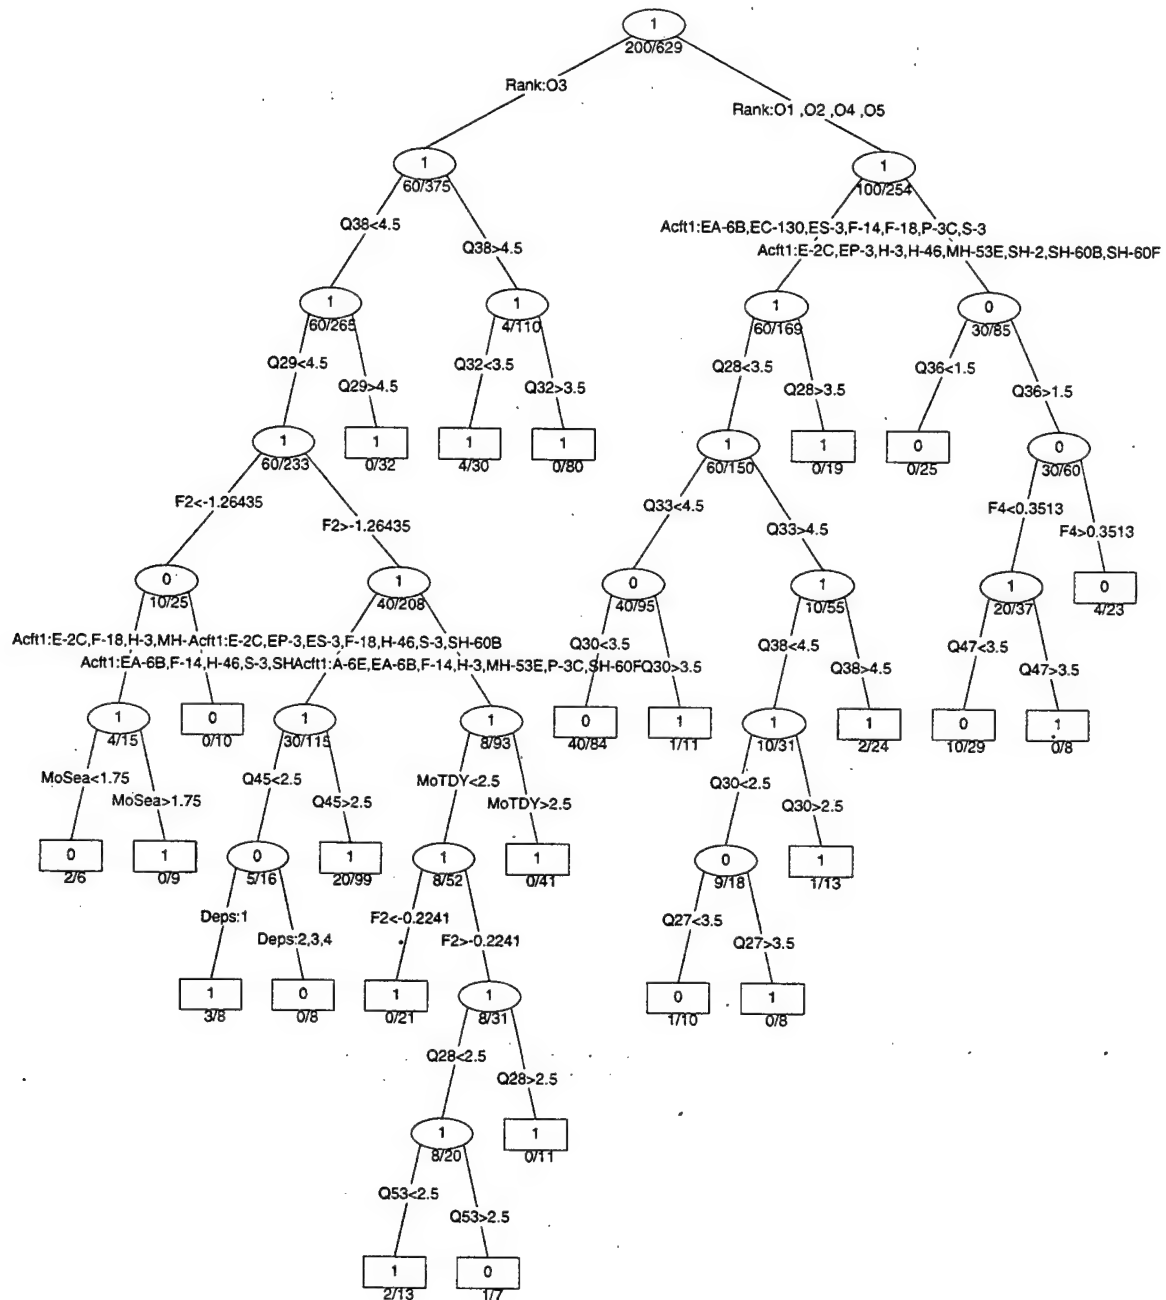 1
200/629
Rank:O3
Rank:O1 ,O2 ,O4 ,O5
1
60/375
1
100/254
Q38<4.5
Q38>4.5
Acft1:EA-6B,EC-130,ES-3,F-14,F-18,P-3C,S-3
Acft1:E-2C,EP-3,H-3,H-46,MH-53E,SH-2,SH-60B,SH-60F
1
60/265
1
4/110
1
60/169
0
30/85
Q29<4.5
Q29>4.5
Q32<3.5
Q32>3.5
Q28<3.5
Q28>3.5
Q36<1.5
Q36>1.5
1
60/233
1
0/32
1
4/30
1
0/80
1
60/150
1
0/19
0
0/25
0
30/60
F2<-1.26435
F2>-1.26435
Q33<4.5
Q33>4.5
F4<0.3513
F4>0.3513
0
10/25
1
40/208
0
40/95
1
10/55
1
20/37
0
4/23
Acft1:E-2C,F-18,H-3,MH-Acft1:E-2C,EP-3,ES-3,F-18,H-46,S-3,SH-60B
Acft1:EA-6B,F-14,H-46,S-3,SHAcft1:A-6E,EA-6B,F-14,H-3,MH-53E,P-3C,SH-60F
Q30<3.5
Q30>3.5
Q38<4.5
Q38>4.5
Q47<3.5
Q47>3.5
1
4/15
0
0/10
1
30/115
1
8/93
0
40/84
1
1/11
1
10/31
1
2/24
0
10/29
1
0/8
MoSea<1.75
MoSea>1.75
Q45<2.5
Q45>2.5
MoTDY<2.5
MoTDY>2.5
Q30<2.5
Q30>2.5
0
2/6
1
0/9
0
5/16
1
20/99
1
8/52
1
0/41
0
9/18
1
1/13
Deps:1
Deps:2,3,4
F2<-0.2241
F2>-0.2241
Q27<3.5
Q27>3.5
1
3/8
0
0/8
1
0/21
1
8/31
0
1/10
1
0/8
Q28<2.5
Q28>2.5
1
8/20
1
0/11
Q53<2.5
Q53>2.5
1
2/13
0
1/7